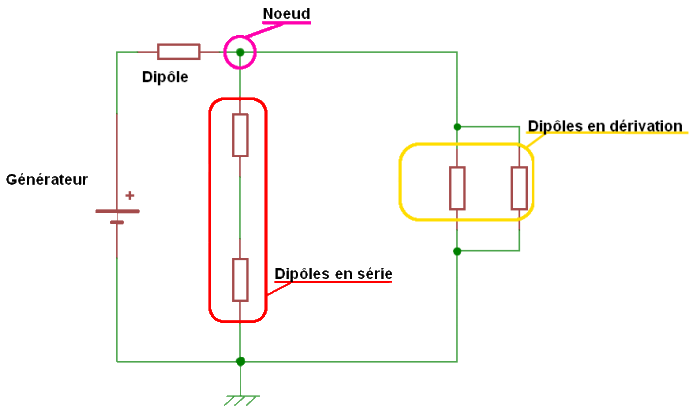 Noeud
Dipôle
Dipôles en dérivation
Générateur
+
Dipôles en série